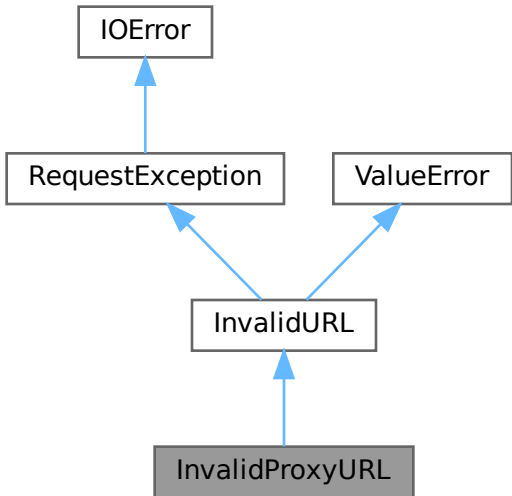 IOError
RequestException
ValueError
InvalidURL
InvalidProxyURL